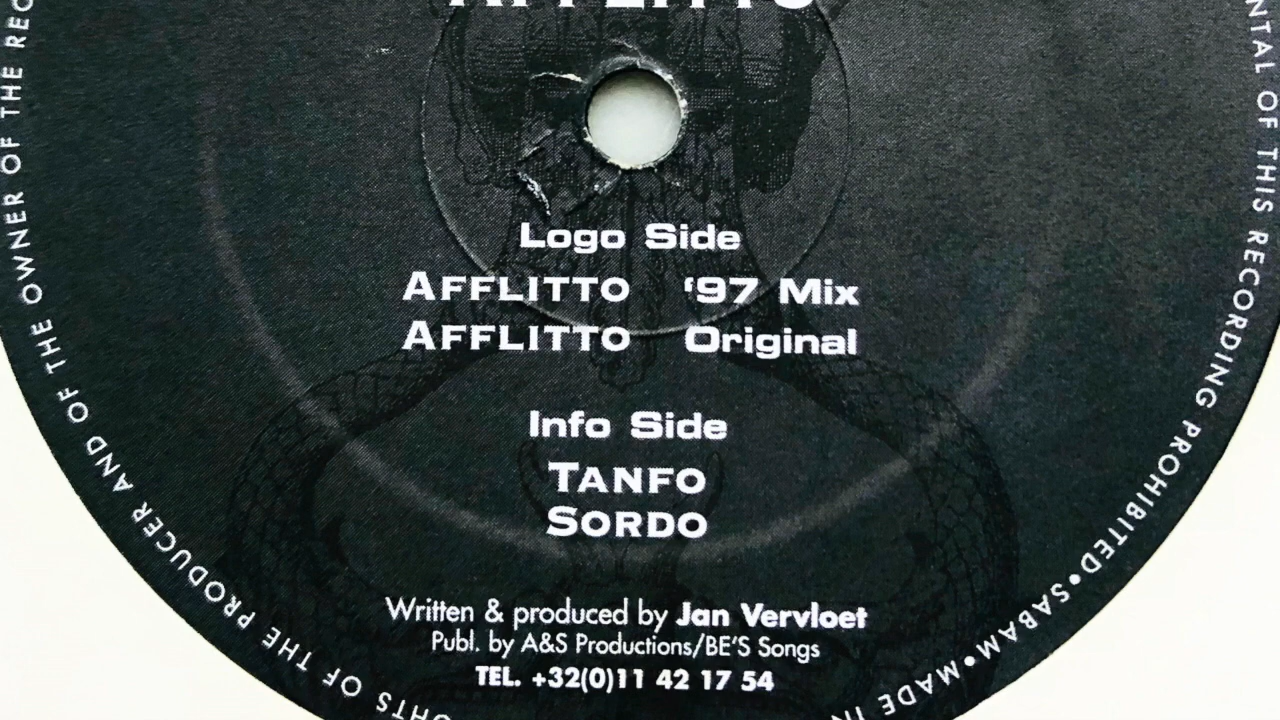 AFFLITTO
Logo Side
AFFLITTO '97 Mix
AFFLITTO Original
Info Side
TANFO
SORDO
Written & produced by Jan Vervloet
Publ. by A&S Productions/BE'S Songs
TEL. +32(0)11 42 17 54
OF THE PRODUCER AND OF THE OWNER OF THE
OF THIS RECORDING PROHIBITED • SABAM • MADE IN